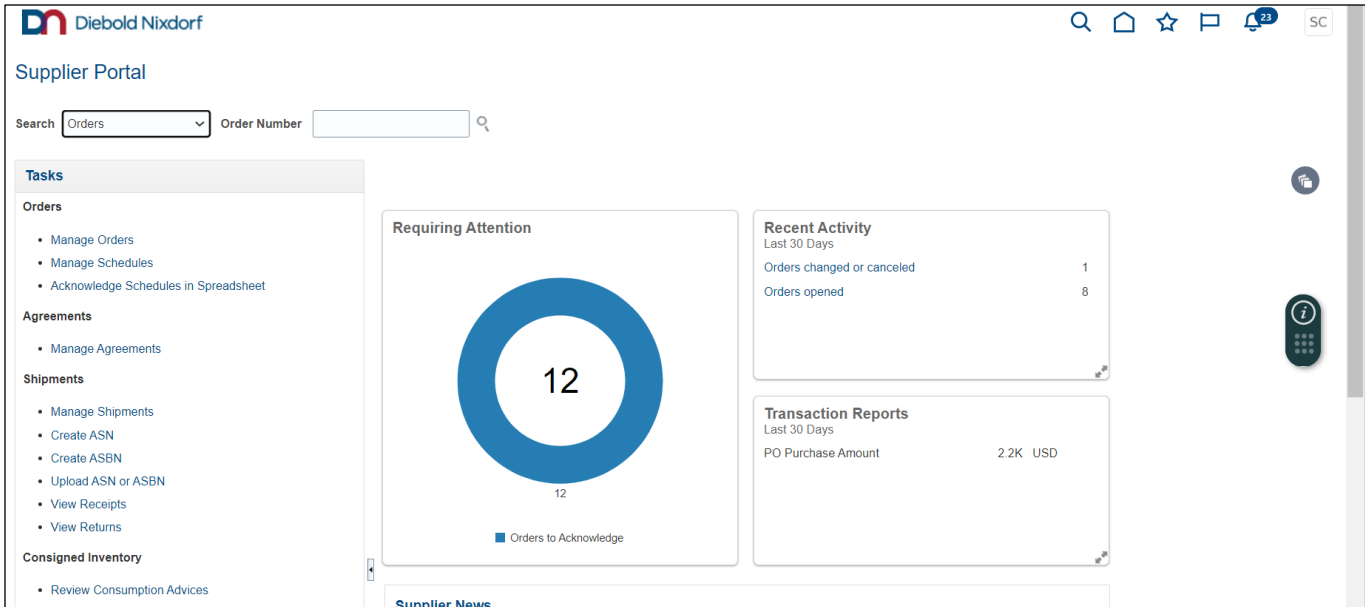 DN Diebold Nixdorf
23
SC
Supplier Portal
Search Orders Order Number
Tasks
Orders
• Manage Orders
• Manage Schedules
• Acknowledge Schedules in Spreadsheet
Agreements
• Manage Agreements
Shipments
• Manage Shipments
• Create ASN
• Create ASBN
• Upload ASN or ASBN
• View Receipts
• View Returns
Consigned Inventory
• Review Consumption Advices
Requiring Attention
12
12
Orders to Acknowledge
Recent Activity
Last 30 Days
Orders changed or canceled 1
Orders opened 8
Transaction Reports
Last 30 Days
PO Purchase Amount 2.2K USD
Supplier News